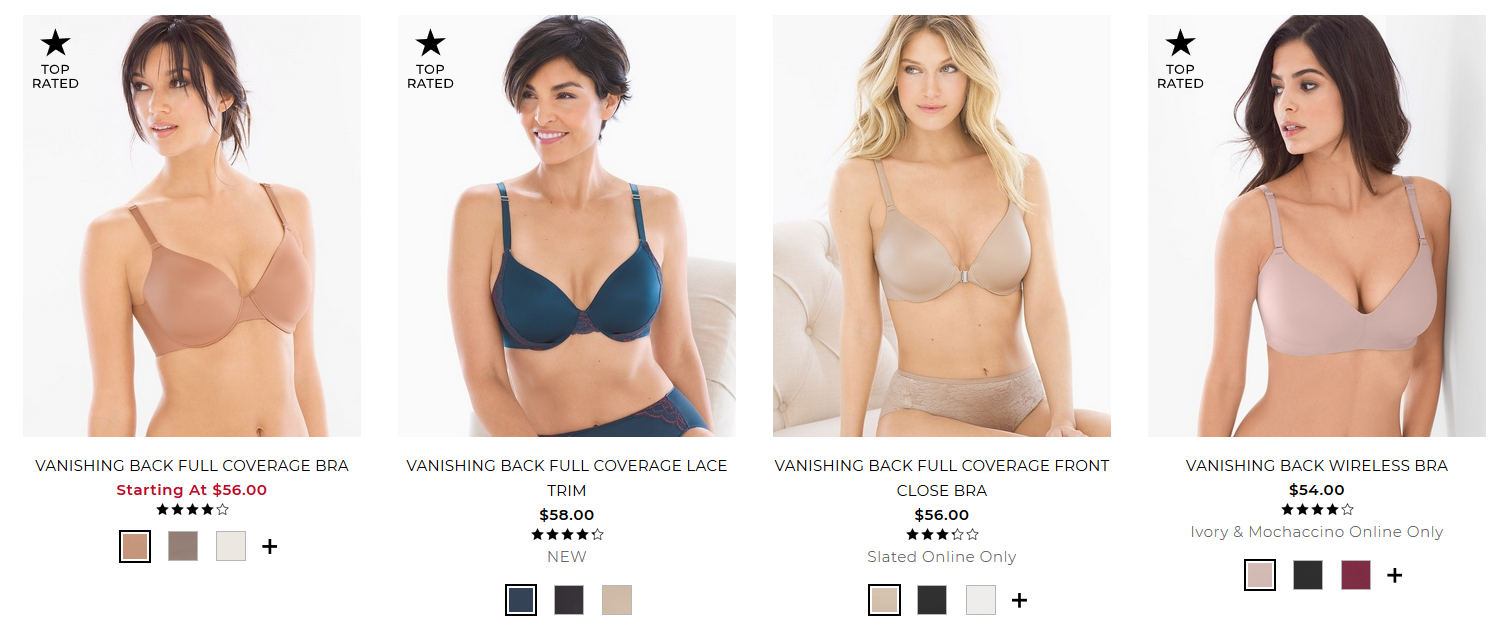 TOP
RATED
TOP
RATED
TOP
RATED
VANISHING BACK FULL COVERAGE BRA
Starting At $56.00
VANISHING BACK FULL COVERAGE LACE
TRIM
$58.00
NEW
VANISHING BACK FULL COVERAGE FRONT
CLOSE BRA
$56.00
Slated Online Only
VANISHING BACK WIRELESS BRA
$54.00
Ivory & Mochaccino Online Only